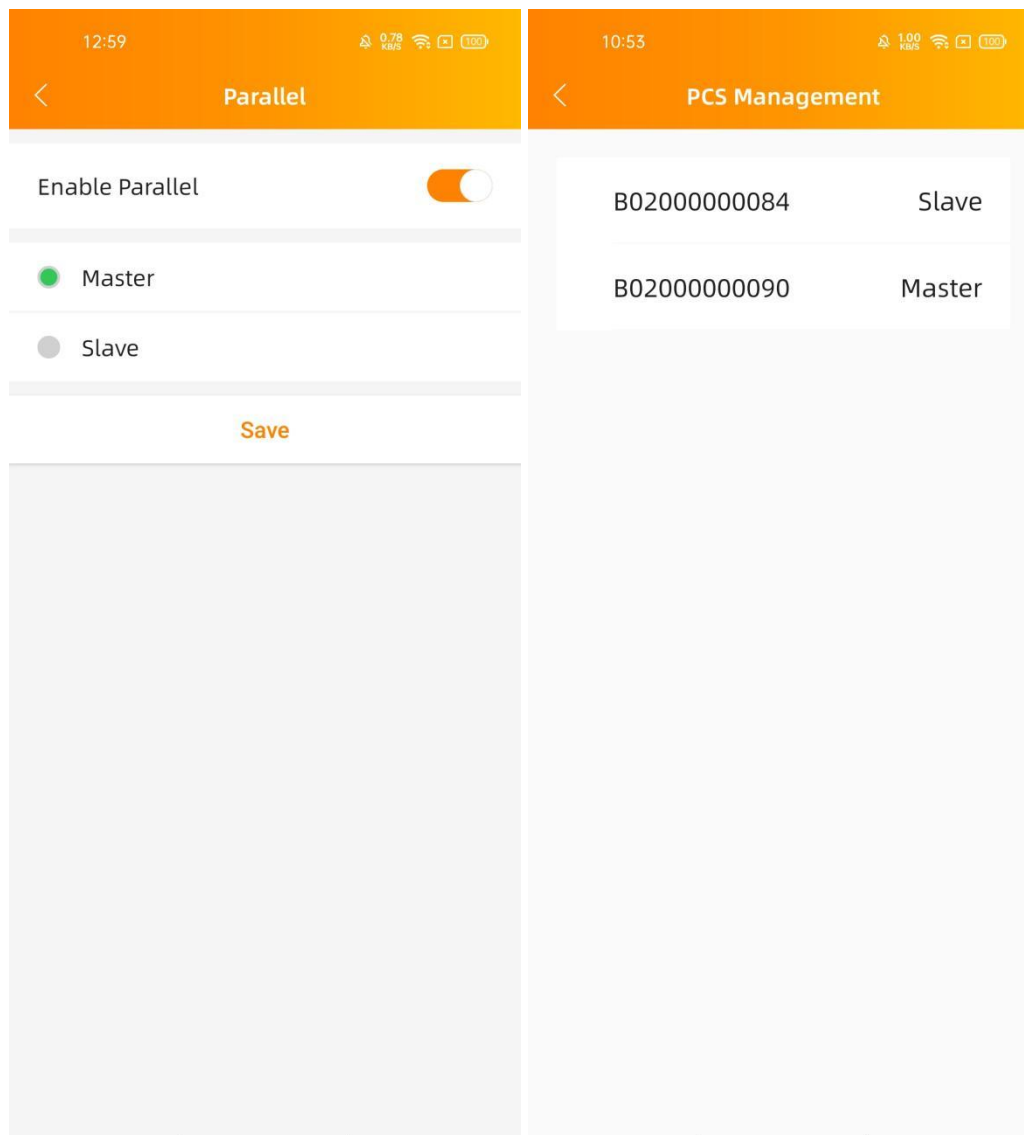 12:59
0.78
KB/S
100
Parallel
Enable Parallel
Master
Slave
Save
10:53
1.00
KB/S
100
PCS Management
B02000000084 Slave
B02000000090 Master